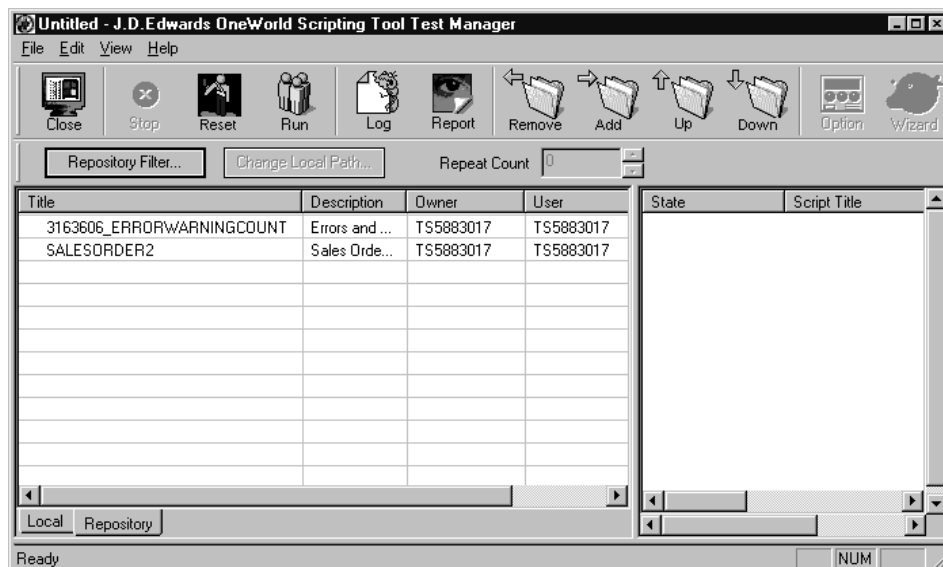 Untitled - J.D.Edwards OneWorld Scripting Tool Test Manager
File Edit View Help
Close Stop Reset Run Log Report Remove Add Up Down Option Wizard
Repository Filter... Change Local Path... Repeat Count 0
Title Description Owner User State Script Title
3163606_ERRORWARNINGCOUNT Errors and ... TS5883017 TS5883017
SALESORDER2 Sales Orde... TS5883017 TS5883017
Local Repository
Ready NUM